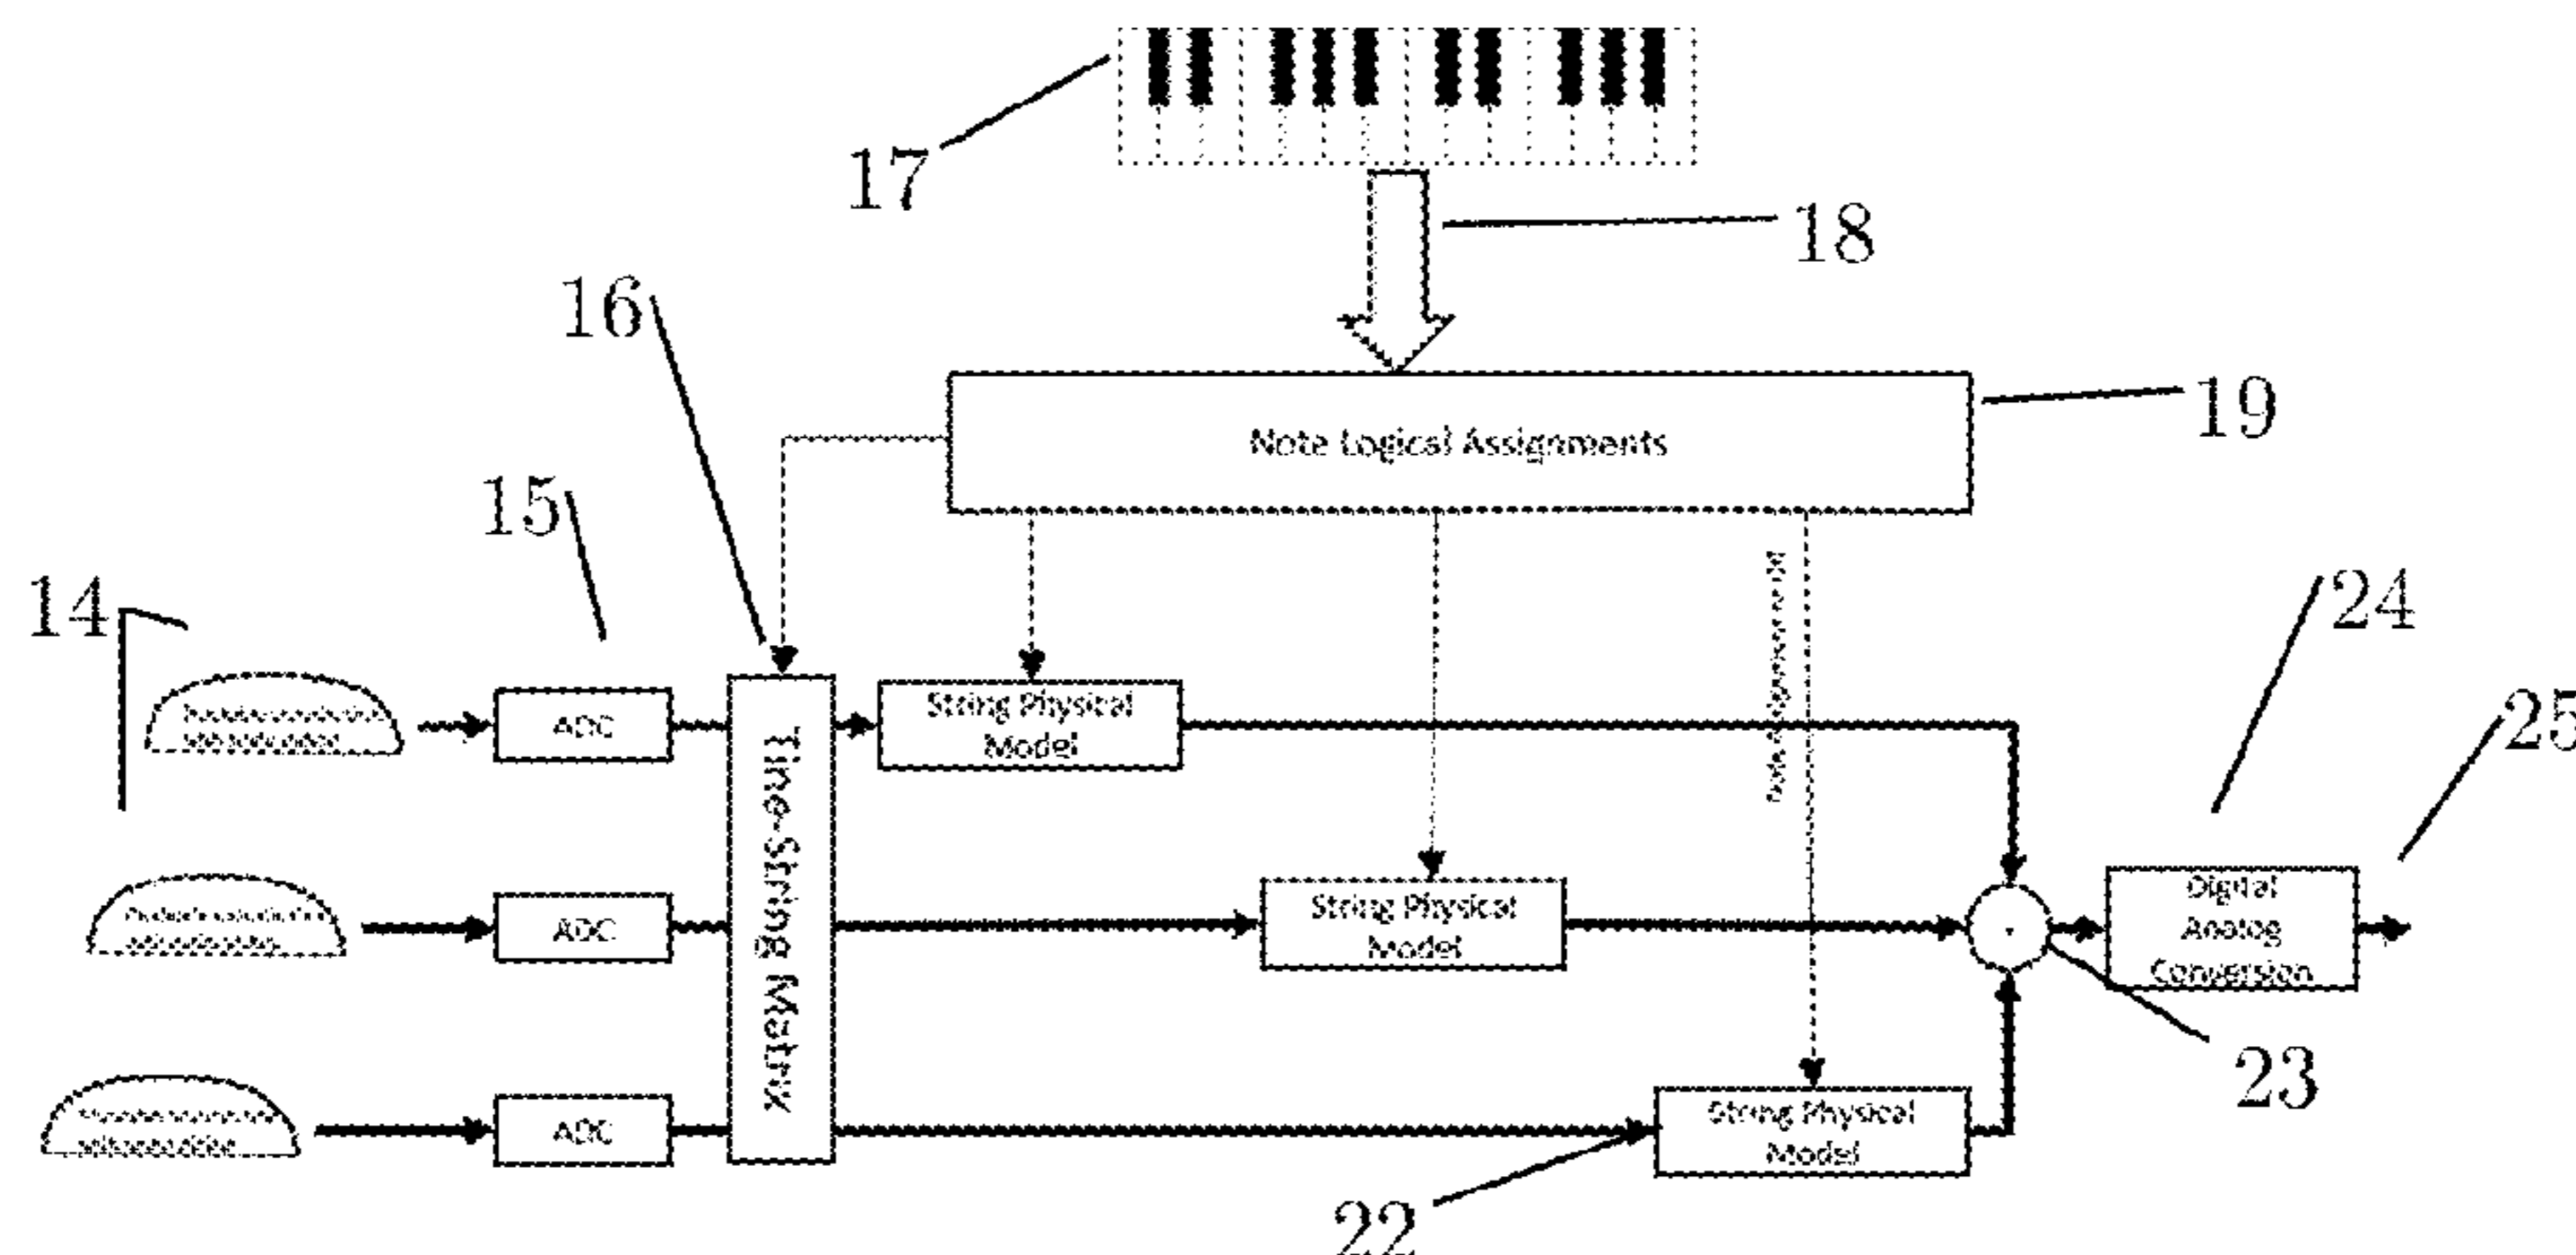 17
18
16
19
Note Logical Assignments
15
14
24
25
ADC
String Physical
Model
Tine-String Matrix
ADC
String Physical
Model
Digital
Analog
Conversion
23
ADC
String Physical
Model
22